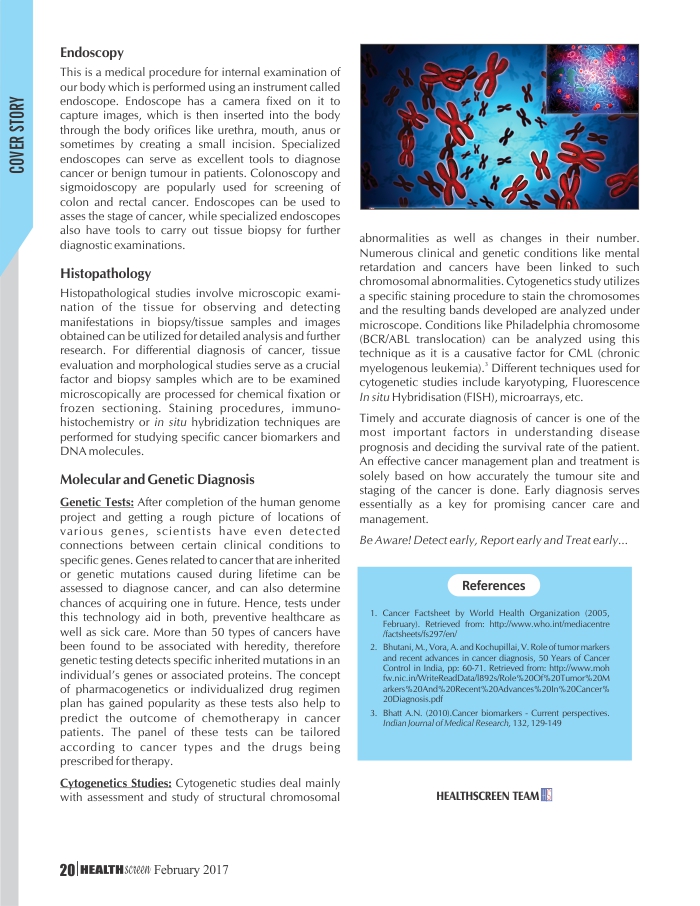 COVER STORY
Endoscopy
This is a medical procedure for internal examination of
our body which is performed using an instrument called
endoscope. Endoscope has a camera fixed on it to
capture images, which is then inserted into the body
through the body orifices like urethra, mouth, anus or
sometimes by creating a small incision. Specialized
endoscopes can serve as excellent tools to diagnose
cancer or benign tumour in patients. Colonoscopy and
sigmoidoscopy are popularly used for screening of
colon and rectal cancer. Endoscopes can be used to
asses the stage of cancer, while specialized endoscopes
also have tools to carry out tissue biopsy for further
diagnostic examinations.
Histopathology
Histopathological studies involve microscopic exami-
nation of the tissue for observing and detecting
manifestations in biopsy/tissue samples and images
obtained can be utilized for detailed analysis and further
research. For differential diagnosis of cancer, tissue
evaluation and morphological studies serve as a crucial
factor and biopsy samples which are to be examined
microscopically are processed for chemical fixation or
frozen sectioning. Staining procedures, immuno-
histochemistry or in situ hybridization techniques are
performed for studying specific cancer biomarkers and
DNA molecules.
Molecular and Genetic Diagnosis
Genetic Tests: After completion of the human genome
project and getting a rough picture of locations of
various genes, scientists have even detected
connections between certain clinical conditions to
specific genes. Genes related to cancer that are inherited
or genetic mutations caused during lifetime can be
assessed to diagnose cancer, and can also determine
chances of acquiring one in future. Hence, tests under
this technology aid in both, preventive healthcare as
well as sick care. More than 50 types of cancers have
been found to be associated with heredity, therefore
genetic testing detects specific inherited mutations in an
individual's genes or associated proteins. The concept
of pharmacogenetics or individualized drug regimen
plan has gained popularity as these tests also help to
predict the outcome of chemotherapy in cancer
patients. The panel of these tests can be tailored
according to cancer types and the drugs being
prescribed for therapy.
Cytogenetics Studies: Cytogenetic studies deal mainly
with assessment and study of structural chromosomal
abnormalities as well as changes in their number.
Numerous clinical and genetic conditions like mental
retardation and cancers have been linked to such
chromosomal abnormalities. Cytogenetics study utilizes
a specific staining procedure to stain the chromosomes
and the resulting bands developed are analyzed under
microscope. Conditions like Philadelphia chromosome
(BCR/ABL translocation) can be analyzed using this
technique as it is a causative factor for CML (chronic
myelogenous leukemia).³ Different techniques used for
cytogenetic studies include karyotyping, Fluorescence
In situ Hybridisation (FISH), microarrays, etc.
Timely and accurate diagnosis of cancer is one of the
most important factors in understanding disease
prognosis and deciding the survival rate of the patient.
An effective cancer management plan and treatment is
solely based on how accurately the tumour site and
staging of the cancer is done. Early diagnosis serves
essentially as a key for promising cancer care and
management.
Be Aware! Detect early, Report early and Treat early...
References
1. Cancer Factsheet by World Health Organization (2005,
February). Retrieved from: http://www.who.int/mediacentre
/factsheets/fs297/en/
2. Bhutani, M., Vora, A. and Kochupillai, V. Role of tumor markers
and recent advances in cancer diagnosis, 50 Years of Cancer
Control in India, pp: 60-71. Retrieved from: http://www.moh
fw.nic.in/WriteReadData/l892s/Role%20Of%20Tumor%20M
arkers%20And%20Recent%20Advances%20In%20Cancer%
20Diagnosis.pdf
3. Bhatt A.N. (2010).Cancer biomarkers - Current perspectives.
Indian Journal of Medical Research, 132, 129-149
HEALTHSCREEN TEAM
20 HEALTHscreen February 2017